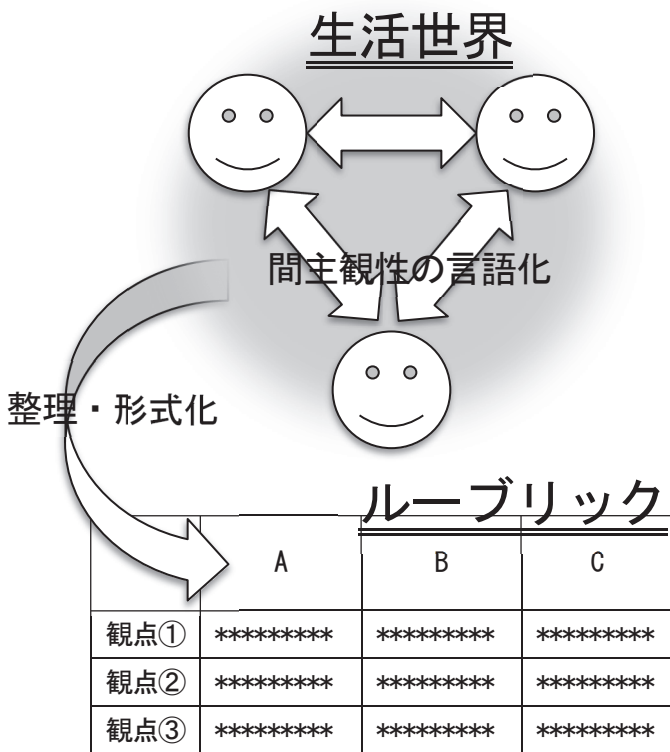 生活世界
間主観性の言語化
整理・形式化
ルーブリック
A B C
観点① ********* ********* *********
観点② ********* ********* *********
観点③ ********* ********* *********